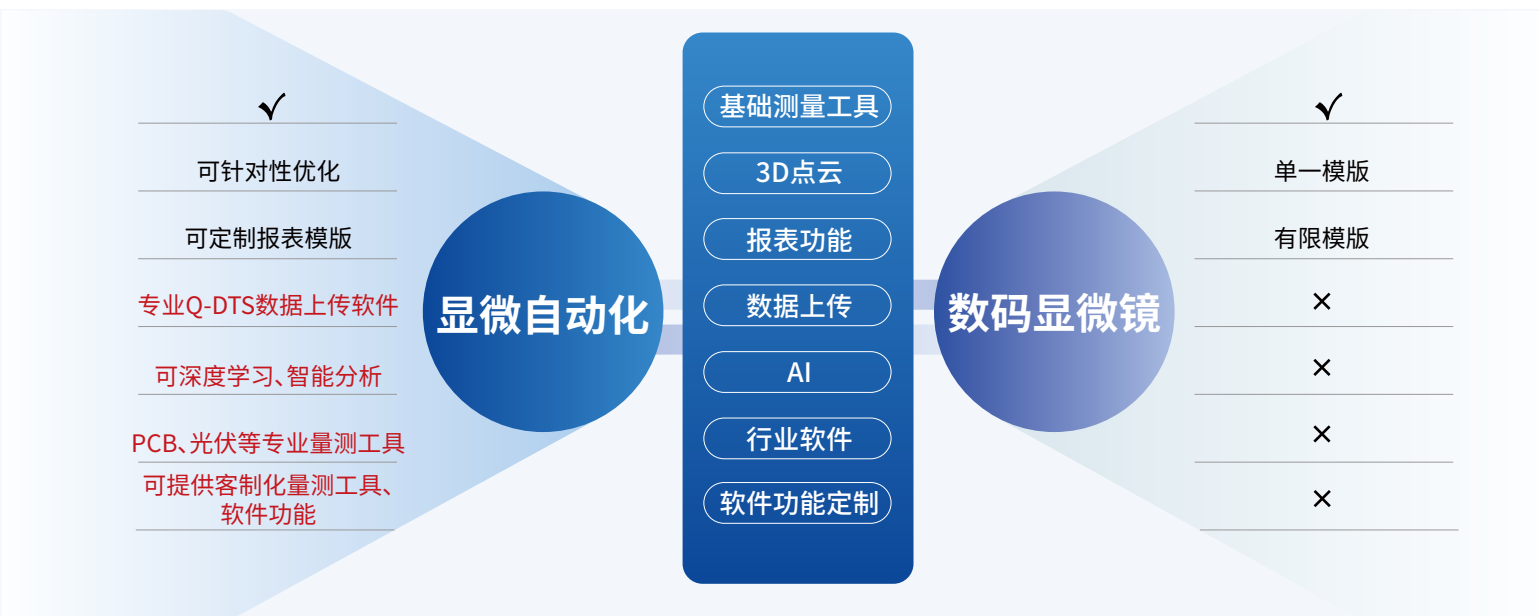 ✓
可针对性优化
可定制报表模版
专业Q-DTS数据上传软件
可深度学习、智能分析
PCB、光伏等专业量测工具
可提供客制化量测工具、
软件功能
显微自动化
基础测量工具
3D点云
报表功能
数据上传
AI
行业软件
软件功能定制
数码显微镜
✓
单一模版
有限模版
×
×
×
×